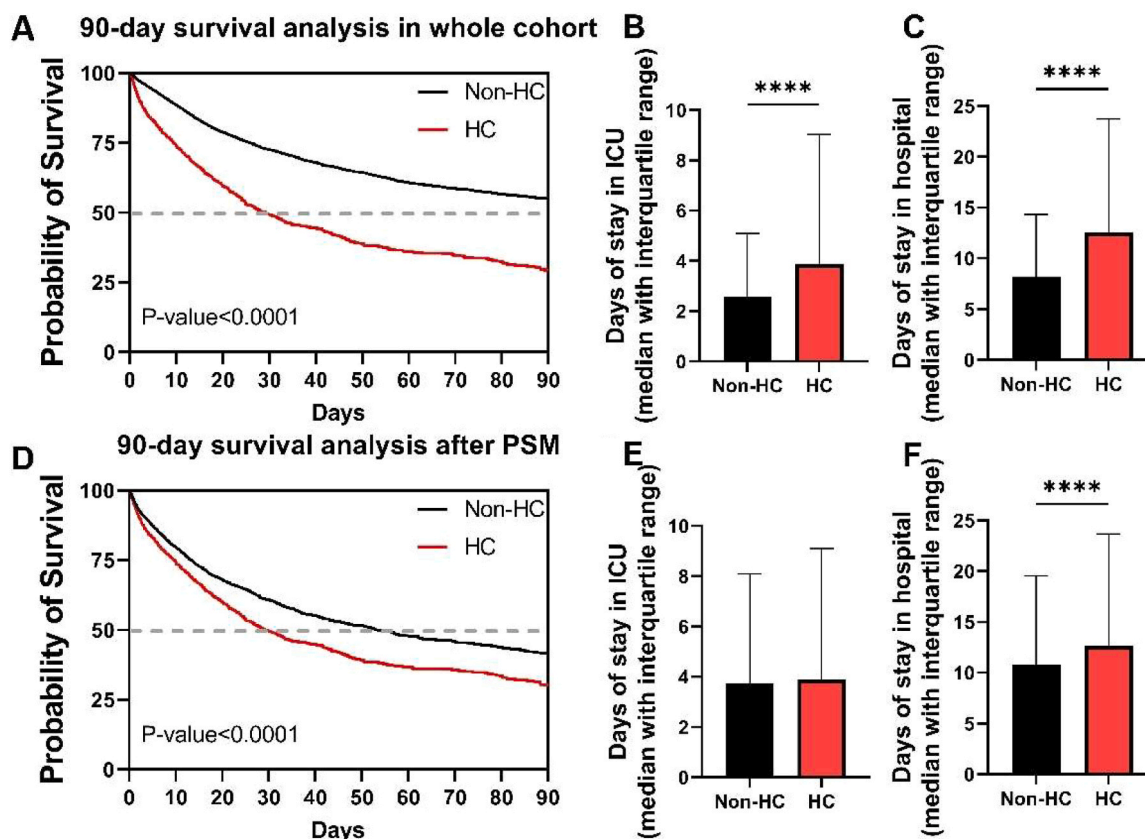 A
90-day survival analysis in whole cohort
Probability of Survival
100
75
50
25
0
Non-HC
HC
P-value<0.0001
0 10 20 30 40 50 60 70 80 90
Days
B
Days of stay in ICU
(median with interquartile range)
10
8
6
4
2
0
****
Non-HC HC
C
Days of stay in hospital
(median with interquartile range)
25
20
15
10
5
0
****
Non-HC HC
D
90-day survival analysis after PSM
Probability of Survival
100
75
50
25
0
Non-HC
HC
P-value<0.0001
0 10 20 30 40 50 60 70 80 90
Days
E
Days of stay in ICU
(median with interquartile range)
10
8
6
4
2
0
Non-HC HC
F
Days of stay in hospital
(median with interquartile range)
25
20
15
10
5
0
****
Non-HC HC